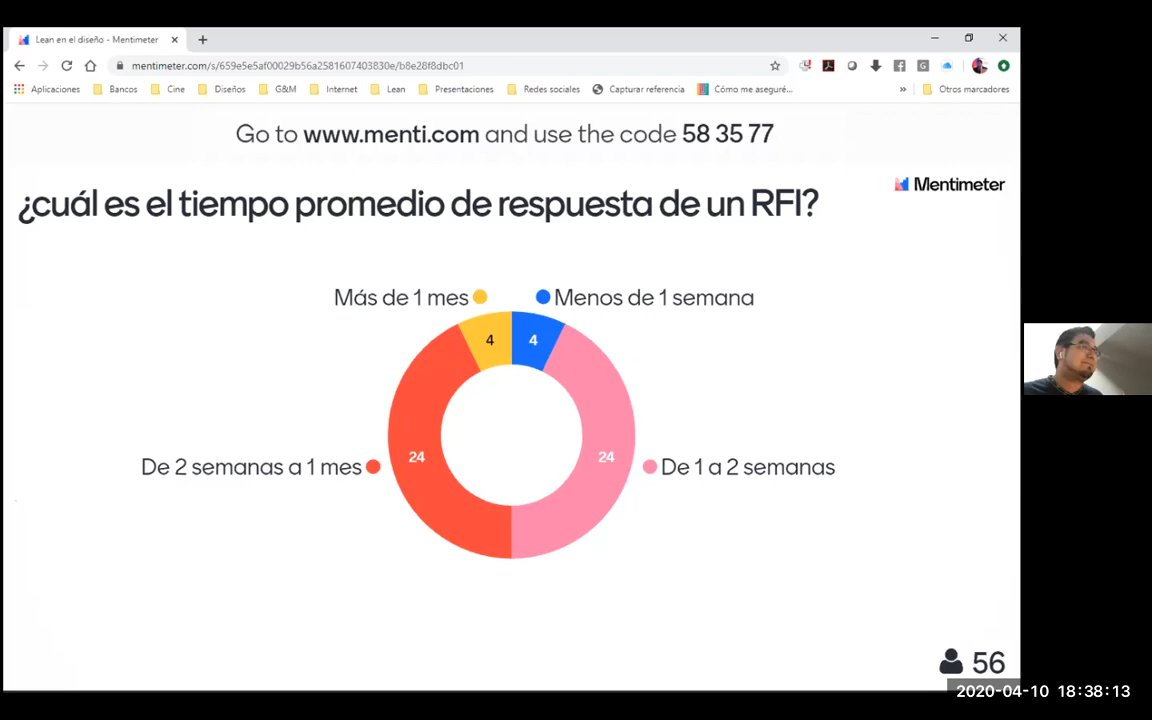 Lean en el diseño - Mentimeter
mentimeter.com/s/659e5e5af00029b56a2581607403830e/b8e28f8dbc01
Aplicaciones Bancos Cine Diseños G&M Internet Lean Presentaciones Redes sociales Capturar referencia Cómo me aseguré... » Otros marcadores
Go to www.menti.com and use the code 58 35 77
Mentimeter
¿cuál es el tiempo promedio de respuesta de un RFI?
Más de 1 mes Menos de 1 semana
4 4
24 24
De 2 semanas a 1 mes De 1 a 2 semanas
56
2020-04-10 18:38:13